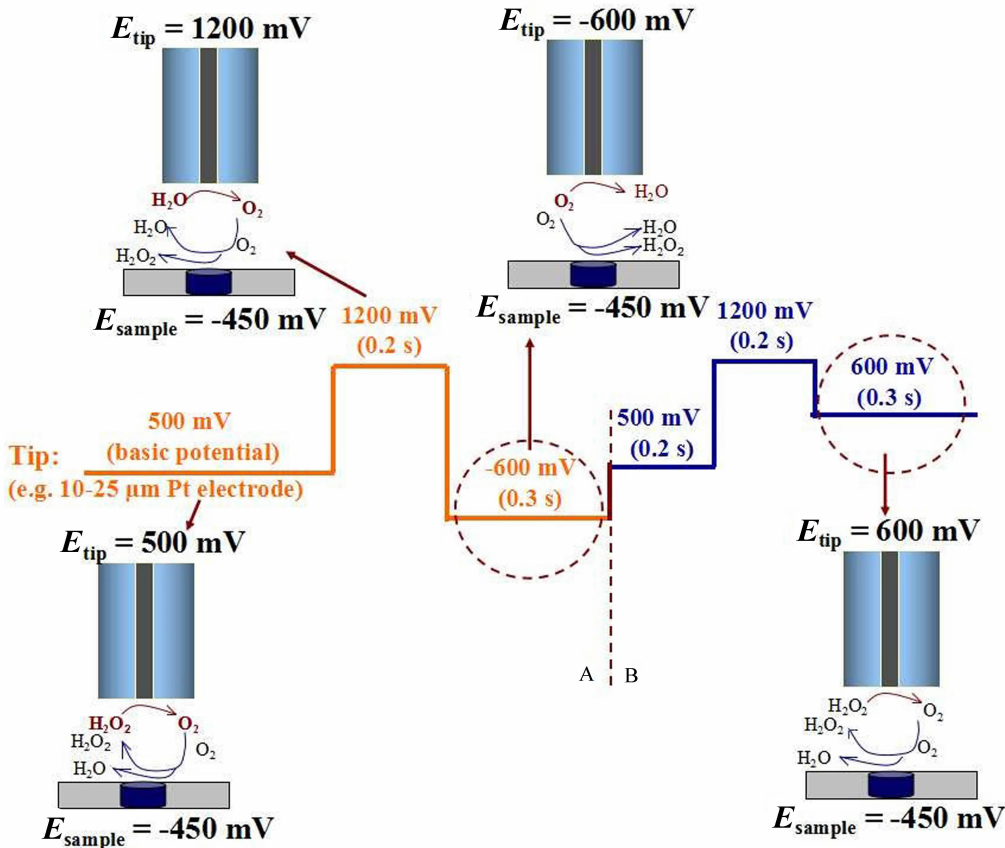 E_tip = 1200 mV
H₂O
O₂
H₂O
O₂
H₂O₂
E_sample = -450 mV
E_tip = -600 mV
O₂
H₂O
O₂
H₂O
H₂O₂
E_sample = -450 mV
1200 mV
(0.2 s)
500 mV
(basic potential)
Tip:
(e.g. 10-25 µm Pt electrode)
-600 mV
(0.3 s)
500 mV
(0.2 s)
1200 mV
(0.2 s)
600 mV
(0.3 s)
A
B
E_tip = 500 mV
H₂O₂
O₂
H₂O₂
O₂
H₂O
E_sample = -450 mV
E_tip = 600 mV
H₂O₂
O₂
H₂O₂
O₂
H₂O
E_sample = -450 mV